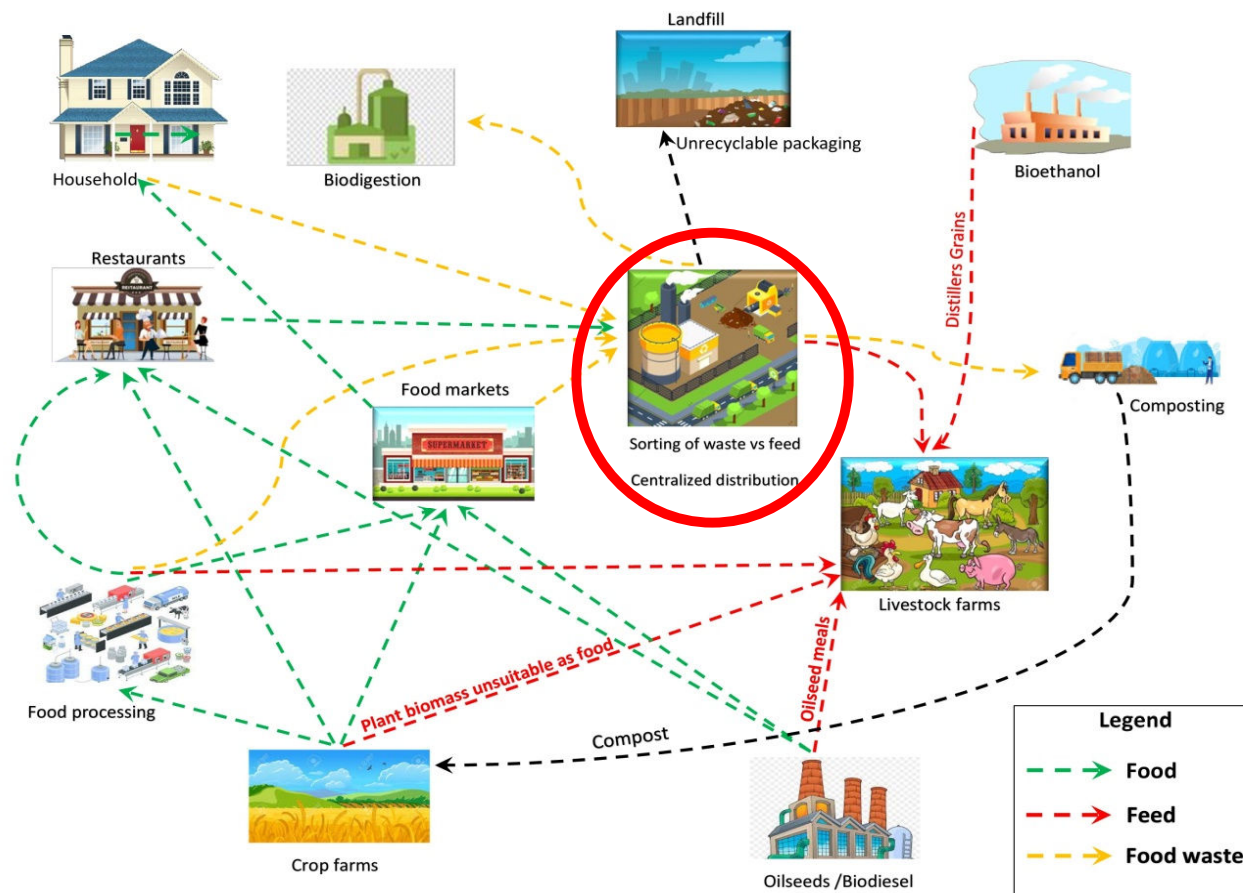 Landfill
Unrecyclable packaging
Bioethanol
Household
Biodigestion
Distillers Grains
Restaurants
RESTAURANT
Food markets
SUPERMARKET
Sorting of waste vs feed
Centralized distribution
Composting
Livestock farms
Food processing
Plant biomass unsuitable as food
Oilseed meals
Compost
Crop farms
Oilseeds /Biodiesel
Legend
Food
Feed
Food waste